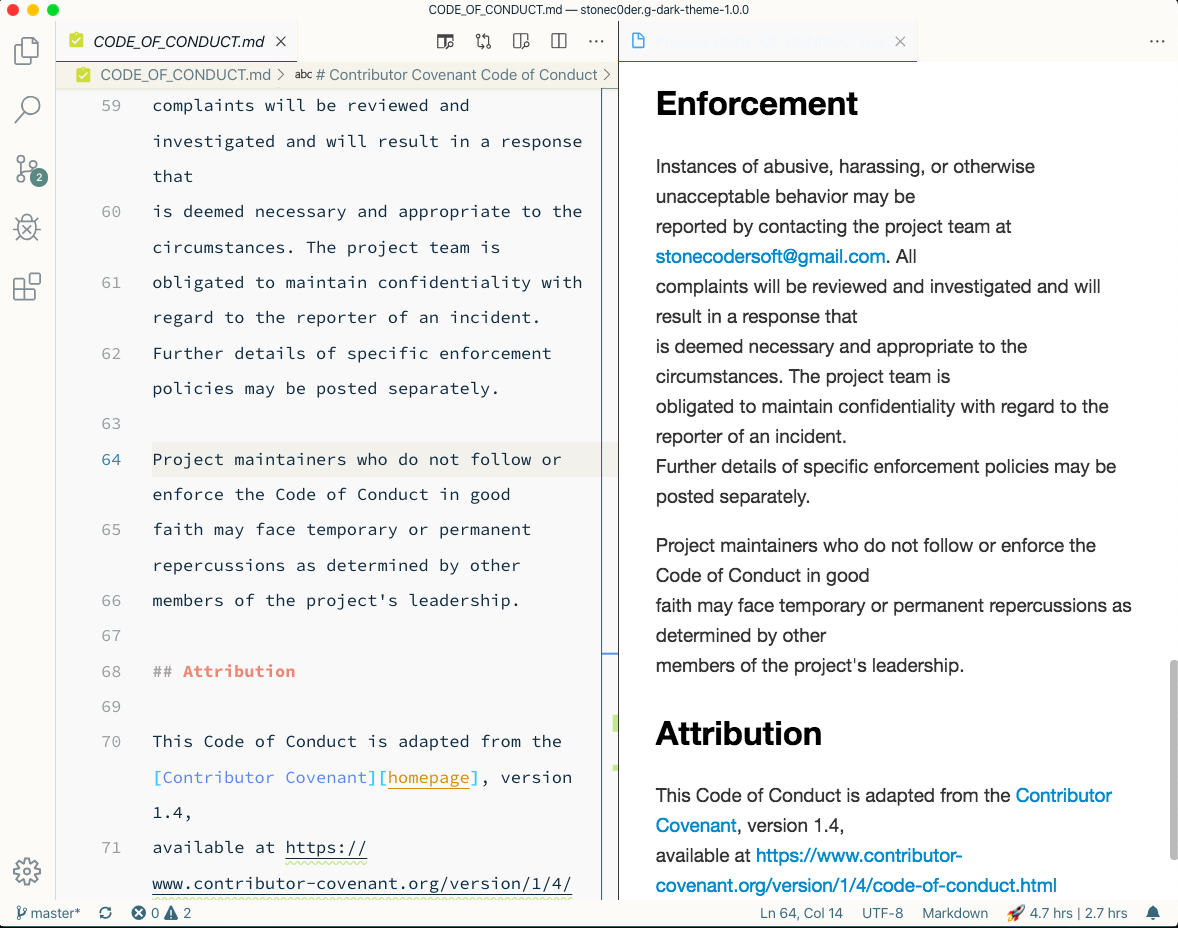 CODE_OF_CONDUCT.md — stonec0der.g-dark-theme-1.0.0
CODE_OF_CONDUCT.md
CODE_OF_CONDUCT.md > abc # Contributor Covenant Code of Conduct >
59 complaints will be reviewed and
investigated and will result in a response
that
60 is deemed necessary and appropriate to the
circumstances. The project team is
61 obligated to maintain confidentiality with
regard to the reporter of an incident.
62 Further details of specific enforcement
policies may be posted separately.
63
64 Project maintainers who do not follow or
enforce the Code of Conduct in good
65 faith may face temporary or permanent
repercussions as determined by other
66 members of the project's leadership.
67
68 ## Attribution
69
70 This Code of Conduct is adapted from the
[Contributor Covenant][homepage], version
1.4,
71 available at https://
www.contributor-covenant.org/version/1/4/
Enforcement
Instances of abusive, harassing, or otherwise
unacceptable behavior may be
reported by contacting the project team at
stonecodersoft@gmail.com. All
complaints will be reviewed and investigated and will
result in a response that
is deemed necessary and appropriate to the
circumstances. The project team is
obligated to maintain confidentiality with regard to the
reporter of an incident.
Further details of specific enforcement policies may be
posted separately.
Project maintainers who do not follow or enforce the
Code of Conduct in good
faith may face temporary or permanent repercussions as
determined by other
members of the project's leadership.
Attribution
This Code of Conduct is adapted from the Contributor
Covenant, version 1.4,
available at https://www.contributor-
covenant.org/version/1/4/code-of-conduct.html
2
master* 0 2 Ln 64, Col 14 UTF-8 Markdown 🚀 4.7 hrs | 2.7 hrs